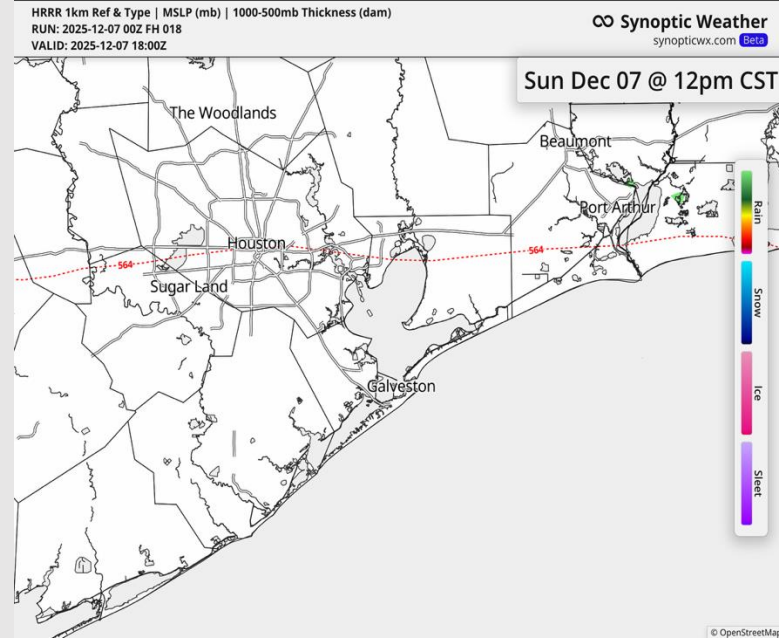 HRRR 1km Ref & Type | MSLP (mb) | 1000-500mb Thickness (dam)
RUN: 2025-12-07 00Z FH 018
VALID: 2025-12-07 18:00Z
Synoptic Weather
synopticwx.com Beta
Sun Dec 07 @ 12pm CST
The Woodlands
Beaumont
Port Arthur
Houston
564
564
Sugar Land
Galveston
Rain
Snow
Ice
Sleet
© OpenStreetMap